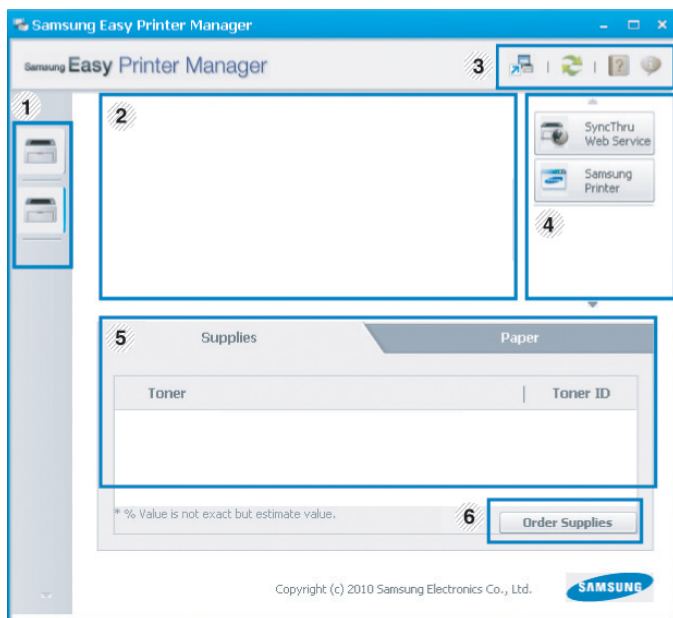 Samsung Easy Printer Manager
Samsung Easy Printer Manager
3
1
2
SyncThru
Web Service
Samsung
Printer
4
5
Supplies
Paper
Toner
Toner ID
* % Value is not exact but estimate value.
6
Order Supplies
Copyright (c) 2010 Samsung Electronics Co., Ltd.
SAMSUNG